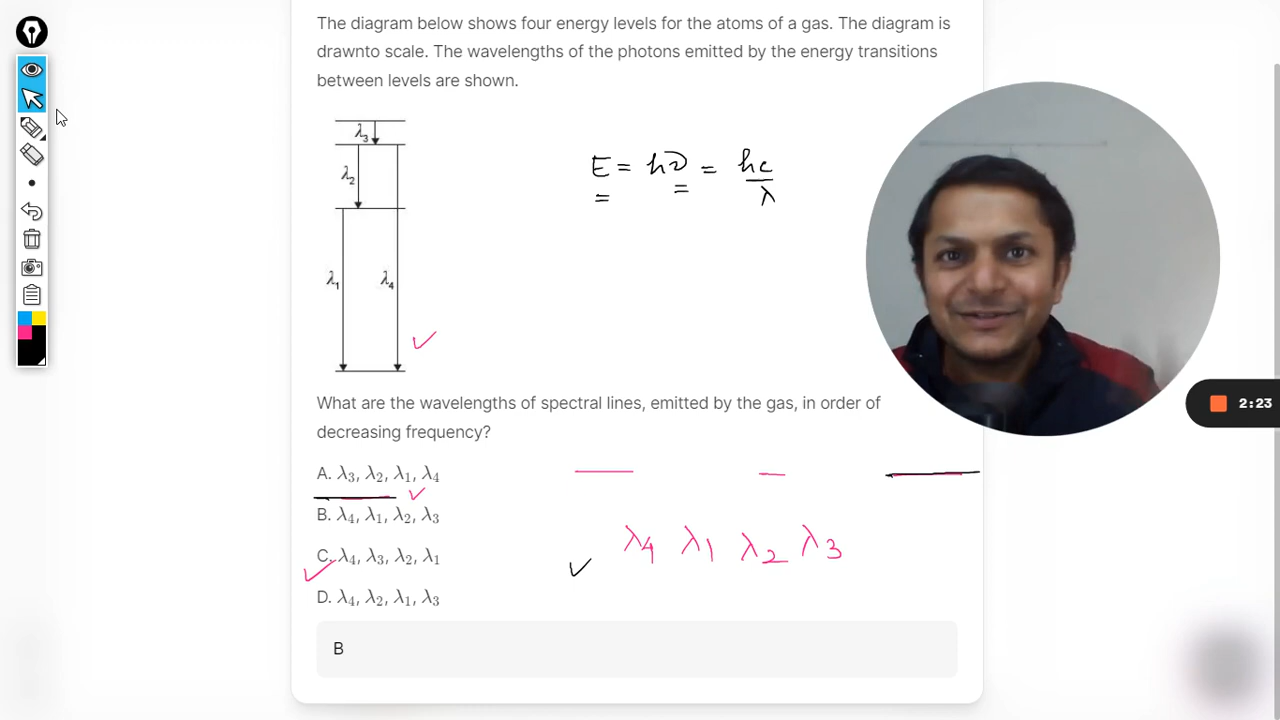 The diagram below shows four energy levels for the atoms of a gas. The diagram is
drawnto scale. The wavelengths of the photons emitted by the energy transitions
between levels are shown.
λ₃
λ₂
λ₁
λ₄
E = hν = hc/λ
What are the wavelengths of spectral lines, emitted by the gas, in order of
decreasing frequency?
A. λ₃, λ₂, λ₁, λ₄
B. λ₄, λ₁, λ₂, λ₃
C. λ₄, λ₃, λ₂, λ₁
D. λ₄, λ₂, λ₁, λ₃
λ4 λ1 λ2 λ3
B
2:23